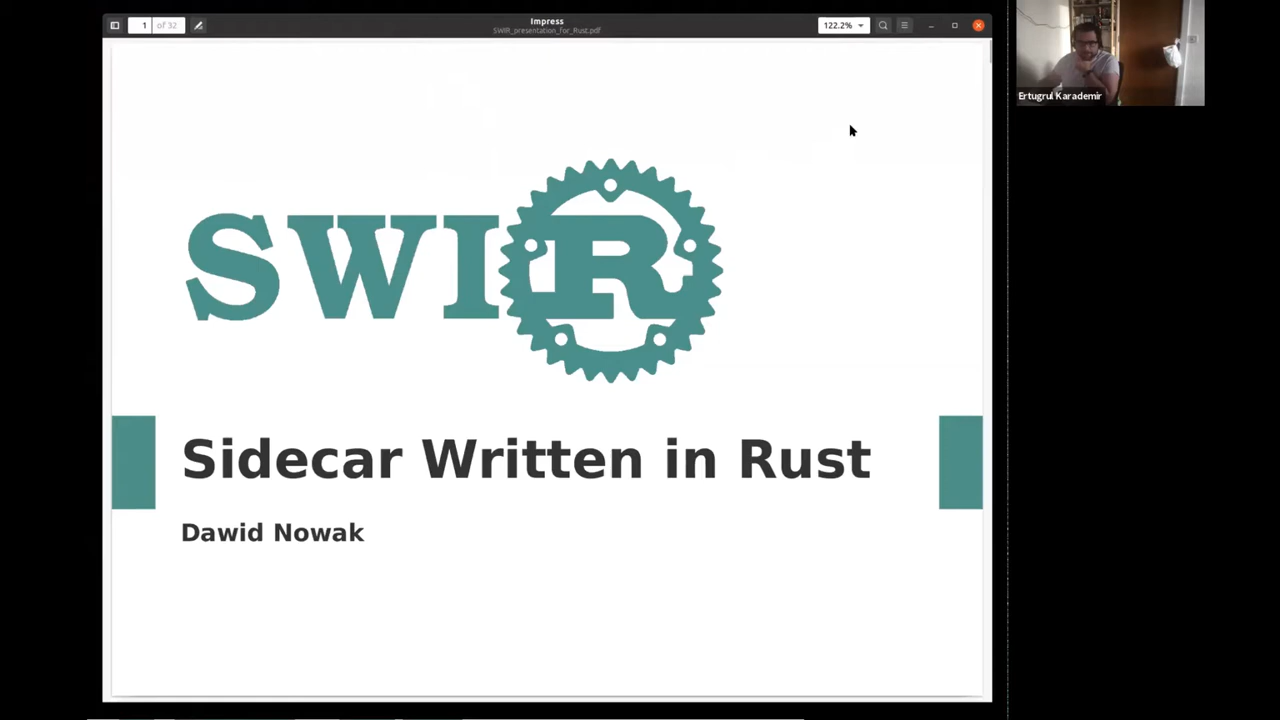 1 of 32
Impress
SWIR_presentation_for_Rust.pdf
122.2%
Ertugrul Karademir
SWIR
Sidecar Written in Rust
Dawid Nowak